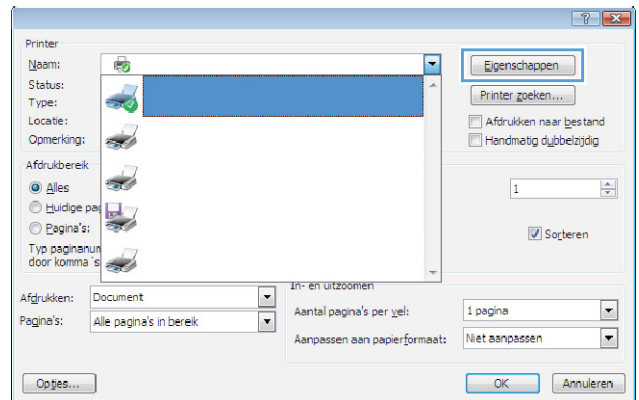 Printer
Naam:
Eigenschappen
Status:
Type:
Printer zoeken...
Locatie:
Afdrukken naar bestand
Opmerking:
Handmatig dubbelzijdig
Afdrukbereik
Alles
1
Huidige pag
Pagina's:
Sorteren
Typ paginanum
door komma´s
Afdrukken: Document
In- en uitzoomen
Aantal pagina's per vel: 1 pagina
Pagina's: Alle pagina's in bereik
Aanpassen aan papierformaat: Niet aanpassen
Opties...
OK
Annuleren